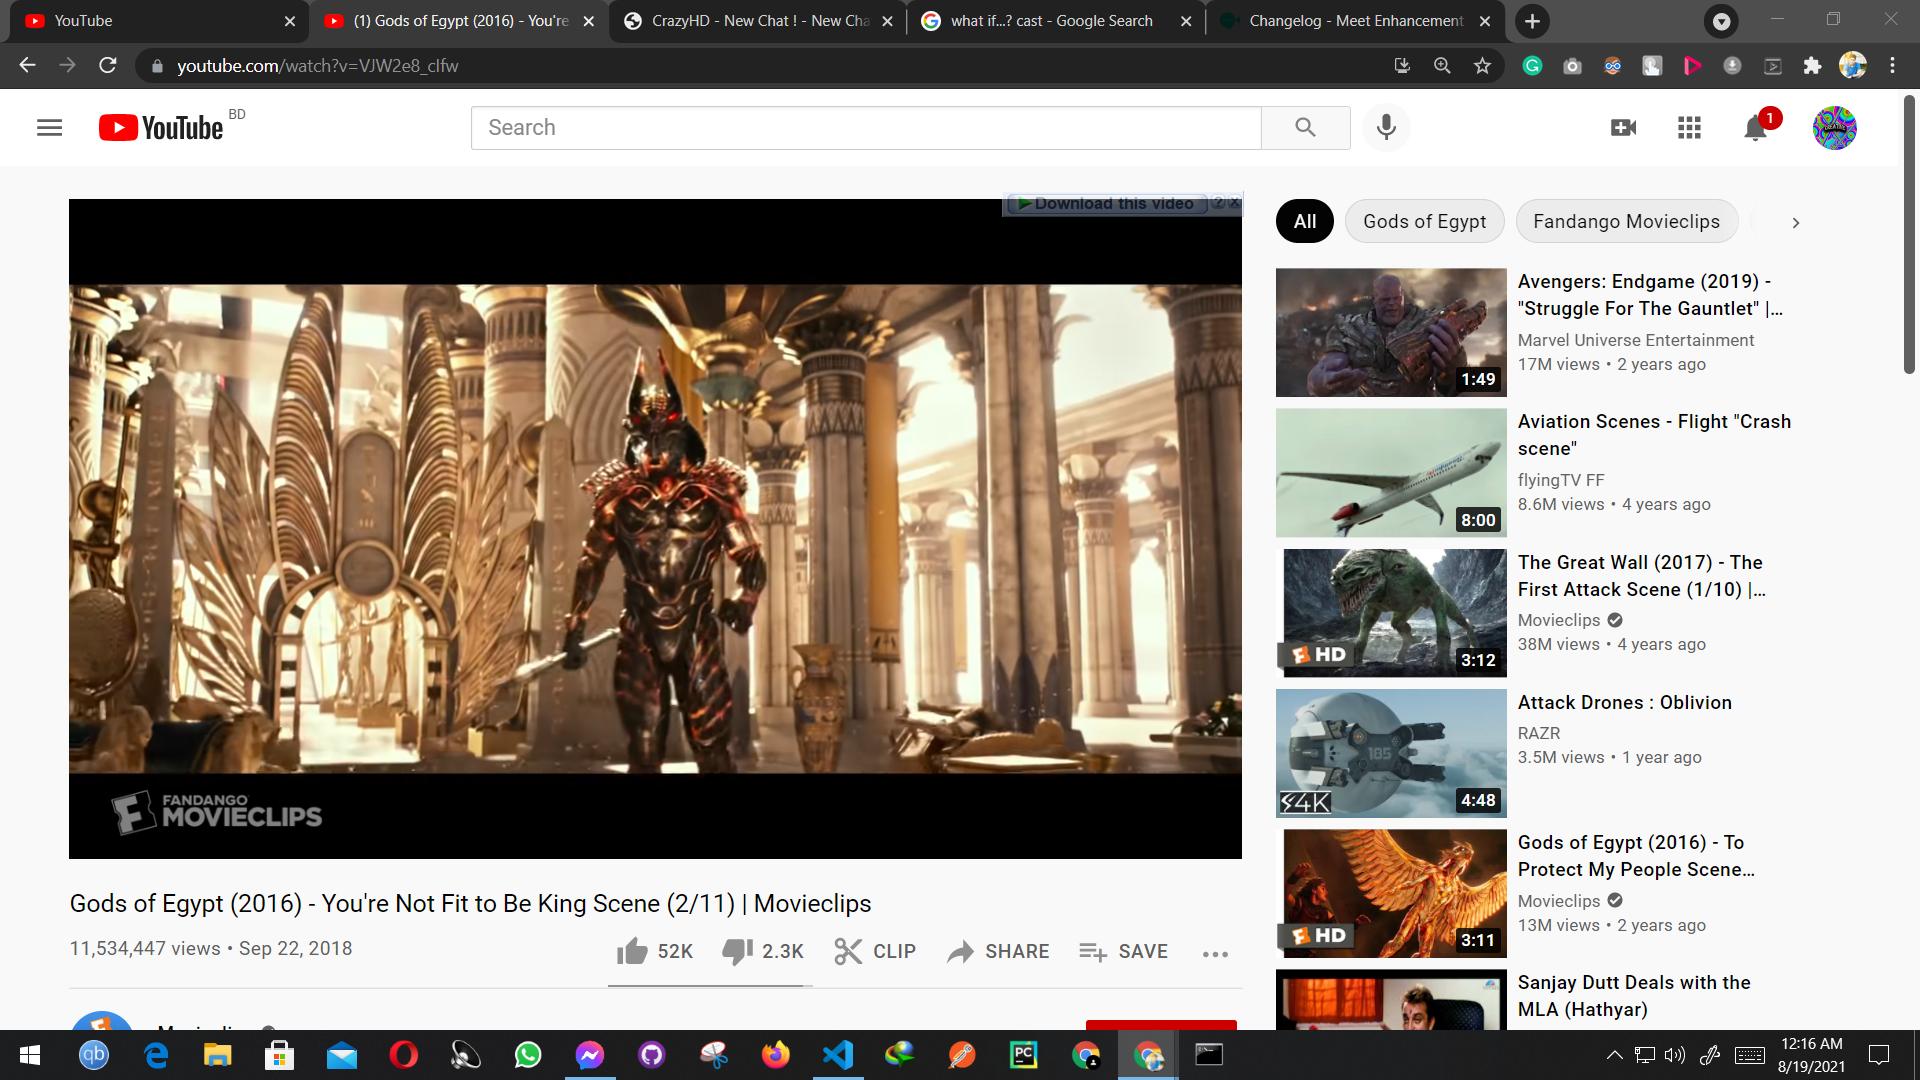 YouTube
(1) Gods of Egypt (2016) - You're
CrazyHD - New Chat ! - New Cha
what if...? cast - Google Search
Changelog - Meet Enhancement
youtube.com/watch?v=VJW2e8_clfw
YouTube BD
Search
1
Download this video
All
Gods of Egypt
Fandango Movieclips
Avengers: Endgame (2019) -
"Struggle For The Gauntlet" |...
Marvel Universe Entertainment
17M views • 2 years ago
1:49
Aviation Scenes - Flight "Crash
scene"
flyingTV FF
8.6M views • 4 years ago
8:00
The Great Wall (2017) - The
First Attack Scene (1/10) |...
Movieclips
38M views • 4 years ago
HD
3:12
Attack Drones : Oblivion
RAZR
3.5M views • 1 year ago
185
4K
4:48
Gods of Egypt (2016) - To
Protect My People Scene...
Movieclips
13M views • 2 years ago
HD
3:11
Sanjay Dutt Deals with the
MLA (Hathyar)
FANDANGO
MOVIECLIPS
Gods of Egypt (2016) - You're Not Fit to Be King Scene (2/11) | Movieclips
11,534,447 views • Sep 22, 2018
52K
2.3K
CLIP
SHARE
SAVE
qb
PC
12:16 AM
8/19/2021